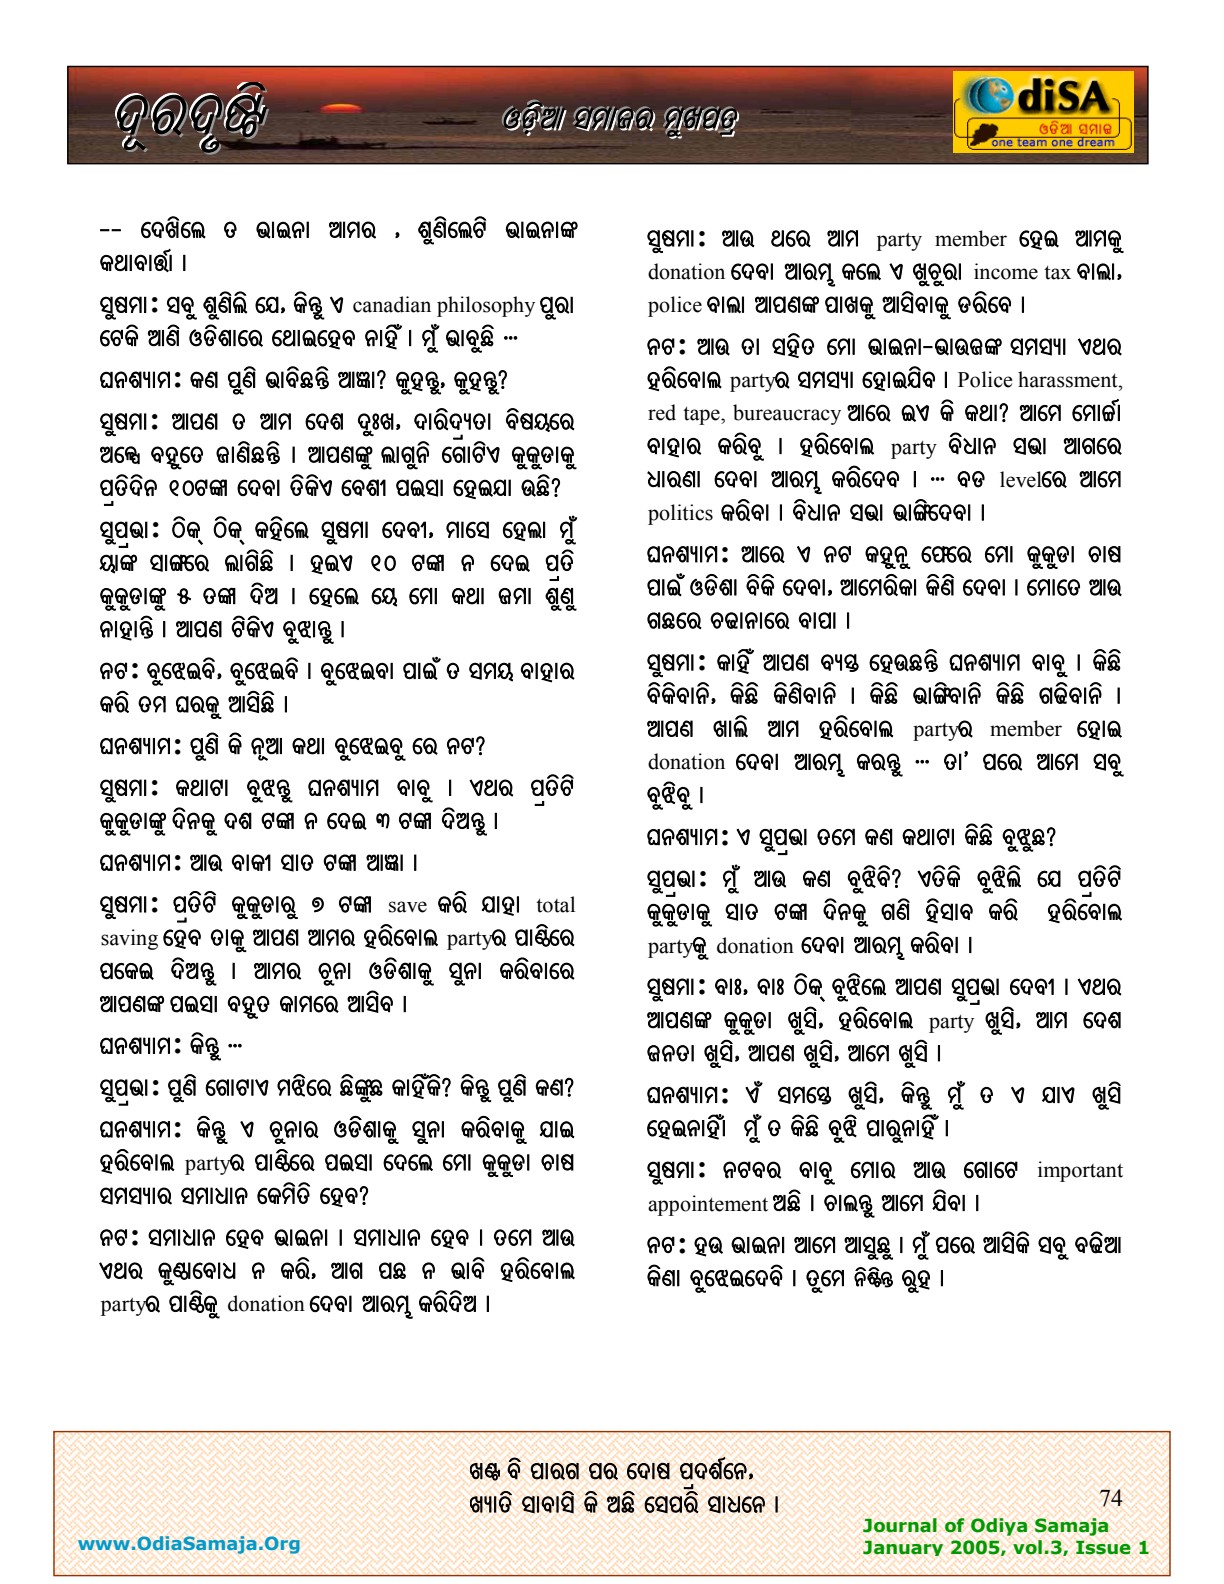 ଦୂରଦୃଷ୍ଟି
ଓଡ଼ିଆ ସମାଜର ମୁଖପତ୍ର
OdiSA
ଓଡିଆ ସମାଜ
one team one dream
-- ଦେଖିଲେ ତ ଭାଇନା ଆମର , ଶୁଣିଲେଟି ଭାଇନାଙ୍କ
କଥାବାର୍ତ୍ତା ।
ସୁଷମା: ସବୁ ଶୁଣିଲି ଯେ, କିନ୍ତୁ ଏ canadian philosophy ପୁରା
ଟେକି ଆଣି ଓଡିଶାରେ ଥୋଇହେବ ନାହିଁ । ମୁଁ ଭାବୁଛି ...
ଘନଶ୍ୟାମ: କଣ ପୁଣି ଭାବିଛନ୍ତି ଆଜ୍ଞା? କୁହନ୍ତୁ, କୁହନ୍ତୁ?
ସୁଷମା: ଆପଣ ତ ଆମ ଦେଶ ଦୁଃଖ, ଦାରିଦ୍ର୍ୟତା ବିଷୟରେ
ଅଳ୍ପେ ବହୁତେ ଜାଣିଛନ୍ତି । ଆପଣଙ୍କୁ ଲାଗୁନି ଗୋଟିଏ କୁକୁଡାକୁ
ପ୍ରତିଦିନ ୧୦ଟଙ୍କା ଦେବା ଟିକିଏ ବେଶୀ ପଇସା ହେଇଯା ଉଛି?
ସୁପ୍ରଭା: ଠିକ୍ ଠିକ୍ କହିଲେ ସୁଷମା ଦେବୀ, ମାସେ ହେଲା ମୁଁ
ୟାଙ୍କ ସାଙ୍ଗରେ ଲାଗିଛି । ହଇଏ ୧୦ ଟଙ୍କା ନ ଦେଇ ପ୍ରତି
କୁକୁଡାଙ୍କୁ ୫ ତଙ୍କା ଦିଅ । ହେଲେ ୟେ ମୋ କଥା ଜମା ଶୁଣୁ
ନାହାନ୍ତି । ଆପଣ ଟିକିଏ ବୁଝାନ୍ତୁ ।
ନଟ: ବୁଝେଇବି, ବୁଝେଇବି । ବୁଝେଇବା ପାଇଁ ତ ସମୟ ବାହାର
କରି ତମ ଘରକୁ ଆସିଛି ।
ଘନଶ୍ୟାମ: ପୁଣି କି ନୂଆ କଥା ବୁଝେଇବୁ ରେ ନଟ?
ସୁଷମା: କଥାଟା ବୁଝନ୍ତୁ ଘନଶ୍ୟାମ ବାବୁ । ଏଥର ପ୍ରତିଟି
କୁକୁଡାଙ୍କୁ ଦିନକୁ ଦଶ ଟଙ୍କା ନ ଦେଇ ୩ ଟଙ୍କା ଦିଅନ୍ତୁ ।
ଘନଶ୍ୟାମ: ଆଉ ବାକୀ ସାତ ଟଙ୍କା ଆଜ୍ଞା ।
ସୁଷମା: ପ୍ରତିଟି କୁକୁଡାରୁ ୭ ଟଙ୍କା save କରି ଯାହା total
saving ହେବ ତାକୁ ଆପଣ ଆମର ହରିବୋଲ partyର ପାଣ୍ଠିରେ
ପକେଇ ଦିଅନ୍ତୁ । ଆମର ଚୁନା ଓଡିଶାକୁ ସୁନା କରିବାରେ
ଆପଣଙ୍କ ପଇସା ବହୁତ କାମରେ ଆସିବ ।
ଘନଶ୍ୟାମ: କିନ୍ତୁ ...
ସୁପ୍ରଭା: ପୁଣି ଗୋଟାଏ ମଝିରେ ଛିଙ୍କୁଛ କାହିଁକି? କିନ୍ତୁ ପୁଣି କଣ?
ଘନଶ୍ୟାମ: କିନ୍ତୁ ଏ ଚୁନାର ଓଡିଶାକୁ ସୁନା କରିବାକୁ ଯାଇ
ହରିବୋଲ partyର ପାଣ୍ଠିରେ ପଇସା ଦେଲେ ମୋ କୁକୁଡା ଚାଷ
ସମସ୍ୟାର ସମାଧାନ କେମିତି ହେବ?
ନଟ: ସମାଧାନ ହେବ ଭାଇନା । ସମାଧାନ ହେବ । ତମେ ଆଉ
ଏଥର କୁଣ୍ଠାବୋଧ ନ କରି, ଆଗ ପଛ ନ ଭାବି ହରିବୋଲ
partyର ପାଣ୍ଠିକୁ donation ଦେବା ଆରମ୍ଭ କରିଦିଅ ।
ସୁଷମା: ଆଉ ଥରେ ଆମ party member ହେଇ ଆମକୁ
donation ଦେବା ଆରମ୍ଭ କଲେ ଏ ଖୁଚୁରା income tax ବାଲା,
police ବାଲା ଆପଣଙ୍କ ପାଖକୁ ଆସିବାକୁ ଡରିବେ ।
ନଟ: ଆଉ ତା ସହିତ ମୋ ଭାଇନା-ଭାଉଜଙ୍କ ସମସ୍ୟା ଏଥର
ହରିବୋଲ partyର ସମସ୍ୟା ହୋଇଯିବ । Police harassment,
red tape, bureaucracy ଆରେ ଇଏ କି କଥା? ଆମେ ମୋର୍ଚ୍ଚା
ବାହାର କରିବୁ । ହରିବୋଲ party ବିଧାନ ସଭା ଆଗରେ
ଧାରଣା ଦେବା ଆରମ୍ଭ କରିଦେବ । ... ବଡ levelରେ ଆମେ
politics କରିବା । ବିଧାନ ସଭା ଭାଙ୍ଗିଦେବା ।
ଘନଶ୍ୟାମ: ଆରେ ଏ ନଟ କହୁନୁ ଫେରେ ମୋ କୁକୁଡା ଚାଷ
ପାଇଁ ଓଡିଶା ବିକି ଦେବା, ଆମେରିକା କିଣି ଦେବା । ମୋତେ ଆଉ
ଗଛରେ ଚଢାନାରେ ବାପା ।
ସୁଷମା: କାହିଁ ଆପଣ ବ୍ୟସ୍ତ ହେଉଛନ୍ତି ଘନଶ୍ୟାମ ବାବୁ । କିଛି
ବିକିବାନି, କିଛି କିଣିବାନି । କିଛି ଭାଙ୍ଗିବାନି କିଛି ଗଢିବାନି ।
ଆପଣ ଖାଲି ଆମ ହରିବୋଲ partyର member ହୋଇ
donation ଦେବା ଆରମ୍ଭ କରନ୍ତୁ ... ତା' ପରେ ଆମେ ସବୁ
ବୁଝିବୁ ।
ଘନଶ୍ୟାମ: ଏ ସୁପ୍ରଭା ତମେ କଣ କଥାଟା କିଛି ବୁଝୁଛ?
ସୁପ୍ରଭା: ମୁଁ ଆଉ କଣ ବୁଝିବି? ଏତିକି ବୁଝିଲି ଯେ ପ୍ରତିଟି
କୁକୁଡାକୁ ସାତ ଟଙ୍କା ଦିନକୁ ଗଣି ହିସାବ କରି ହରିବୋଲ
partyକୁ donation ଦେବା ଆରମ୍ଭ କରିବା ।
ସୁଷମା: ବାଃ, ବାଃ ଠିକ୍ ବୁଝିଲେ ଆପଣ ସୁପ୍ରଭା ଦେବୀ । ଏଥର
ଆପଣଙ୍କ କୁକୁଡା ଖୁସି, ହରିବୋଲ party ଖୁସି, ଆମ ଦେଶ
ଜନତା ଖୁସି, ଆପଣ ଖୁସି, ଆମେ ଖୁସି ।
ଘନଶ୍ୟାମ: ଏଁ ସମସ୍ତେ ଖୁସି, କିନ୍ତୁ ମୁଁ ତ ଏ ଯାଏ ଖୁସି
ହେଇନାହିଁ। ମୁଁ ତ କିଛି ବୁଝି ପାରୁନାହିଁ ।
ସୁଷମା: ନଟବର ବାବୁ ମୋର ଆଉ ଗୋଟେ important
appointement ଅଛି । ଚାଲନ୍ତୁ ଆମେ ଯିବା ।
ନଟ: ହଉ ଭାଇନା ଆମେ ଆସୁଛୁ । ମୁଁ ପରେ ଆସିକି ସବୁ ବଢିଆ
କିଣା ବୁଝେଇଦେବି । ତୁମେ ନିଶ୍ଚିନ୍ତ ରୁହ ।
ଖଣ୍ଟ ବି ପାରଗ ପର ଦୋଷ ପ୍ରଦର୍ଶନେ,
ଖ୍ୟାତି ସାବାସି କି ଅଛି ସେପରି ସାଧନେ ।
74
www.OdiaSamaja.Org
Journal of Odiya Samaja
January 2005, vol.3, Issue 1